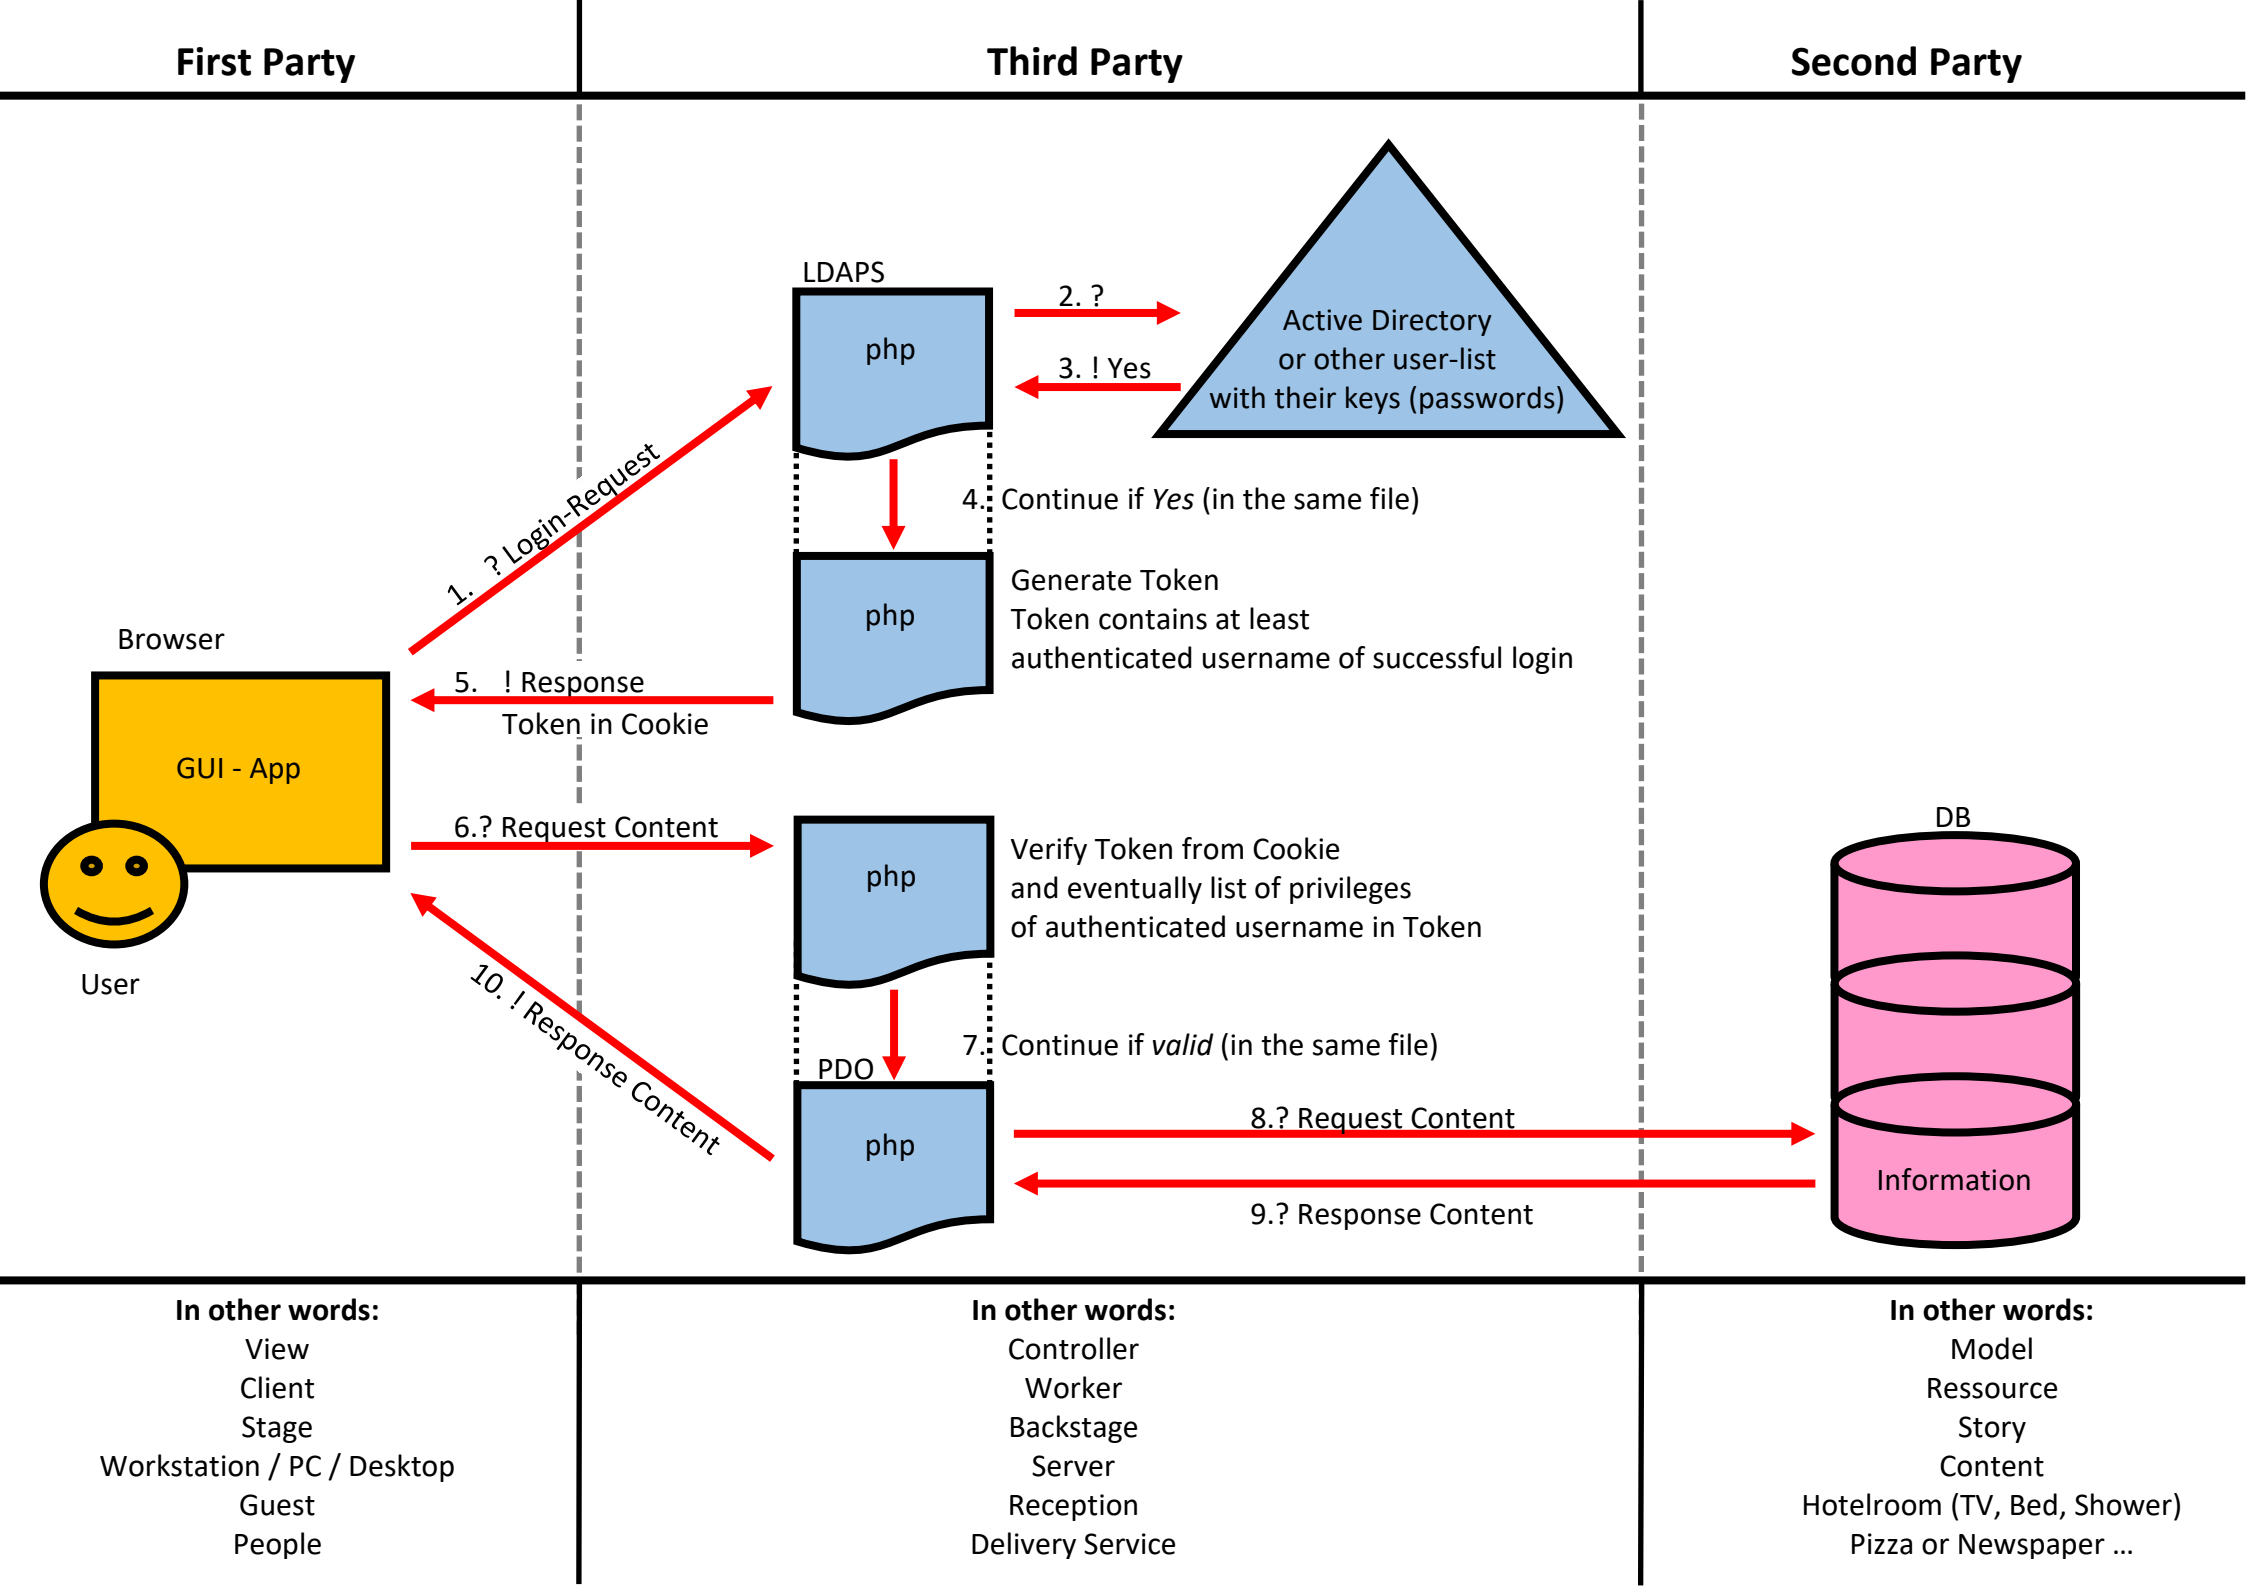 First Party
Third Party
Second Party
LDAPS
php
2. ?
3. ! Yes
Active Directory
or other user-list
with their keys (passwords)
1. ? Login-Request
4. Continue if Yes (in the same file)
php
Generate Token
Token contains at least
authenticated username of successful login
Browser
5. ! Response
Token in Cookie
GUI - App
User
6.? Request Content
php
Verify Token from Cookie
and eventually list of privileges
of authenticated username in Token
DB
7. Continue if valid (in the same file)
PDO
php
8.? Request Content
9.? Response Content
10. ! Response Content
Information
In other words:
View
Client
Stage
Workstation / PC / Desktop
Guest
People
In other words:
Controller
Worker
Backstage
Server
Reception
Delivery Service
In other words:
Model
Ressource
Story
Content
Hotelroom (TV, Bed, Shower)
Pizza or Newspaper ...